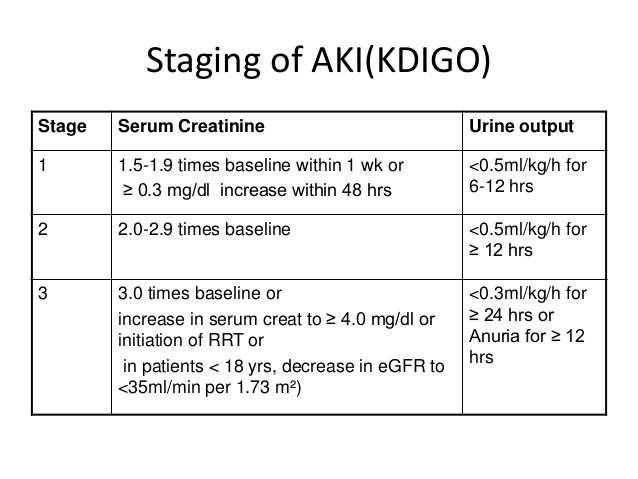 Staging of AKI(KDIGO)
Stage Serum Creatinine Urine output
1 1.5-1.9 times baseline within 1 wk or <0.5ml/kg/h for
≥ 0.3 mg/dl increase within 48 hrs 6-12 hrs
2 2.0-2.9 times baseline <0.5ml/kg/h for
≥ 12 hrs
3 3.0 times baseline or <0.3ml/kg/h for
increase in serum creat to ≥ 4.0 mg/dl or ≥ 24 hrs or
initiation of RRT or Anuria for ≥ 12
in patients < 18 yrs, decrease in eGFR to hrs
<35ml/min per 1.73 m²)